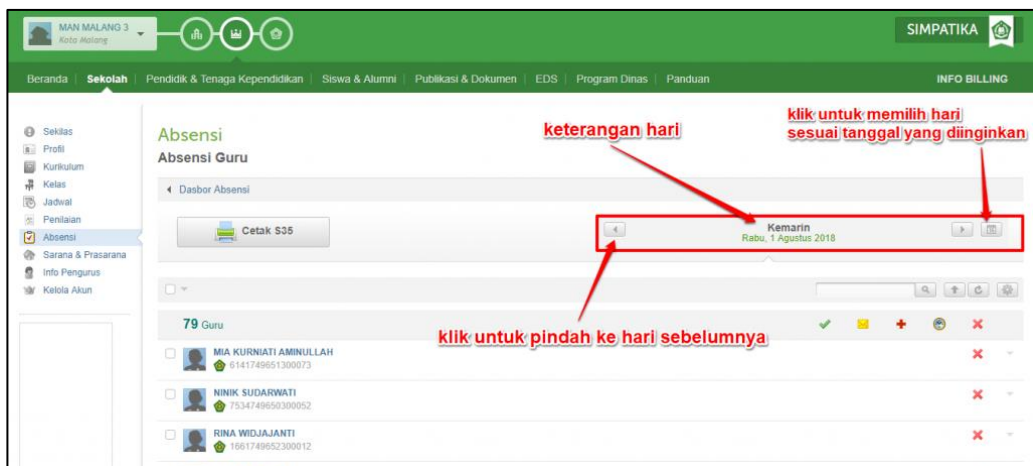 MAN MALANG 3
Kota Malang
SIMPATIKA
Beranda
Sekolah
Pendidik & Tenaga Kependidikan
Siswa & Alumni
Publikasi & Dokumen
EDS
Program Dinas
Panduan
INFO BILLING
Sekilas
Profil
Kurikulum
Kelas
Jadwal
Penilaian
Absensi
Sarana & Prasarana
Info Pengurus
Kelola Akun
Absensi
Absensi Guru
keterangan hari
klik untuk memilih hari
sesuai tanggal yang diinginkan
Dasbor Absensi
Cetak S35
Kemarin
Rabu, 1 Agustus 2018
klik untuk pindah ke hari sebelumnya
79 Guru
MIA KURNIATI AMINULLAH
6141749651300073
NINIK SUDARWATI
7534749650300052
RINA WIDJAJANTI
1661749652300012